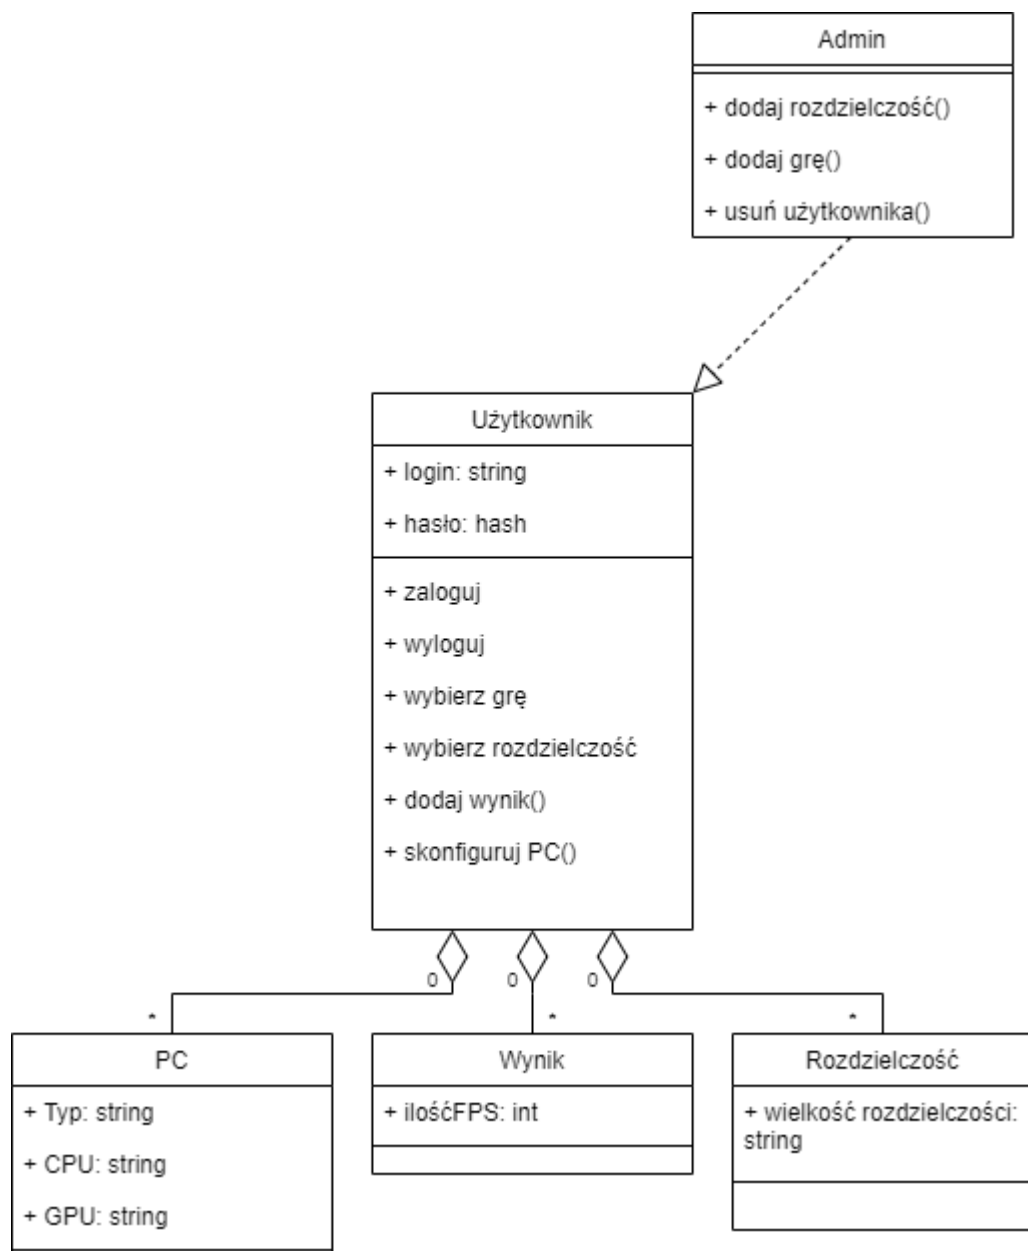 Admin
+ dodaj rozdzielczość()
+ dodaj grę()
+ usuń użytkownika()
Użytkownik
+ login: string
+ hasło: hash
+ zaloguj
+ wyloguj
+ wybierz grę
+ wybierz rozdzielczość
+ dodaj wynik()
+ skonfiguruj PC()
0
0
0
*
*
*
PC
+ Typ: string
+ CPU: string
+ GPU: string
Wynik
+ ilośćFPS: int
Rozdzielczość
+ wielkość rozdzielczości:
string